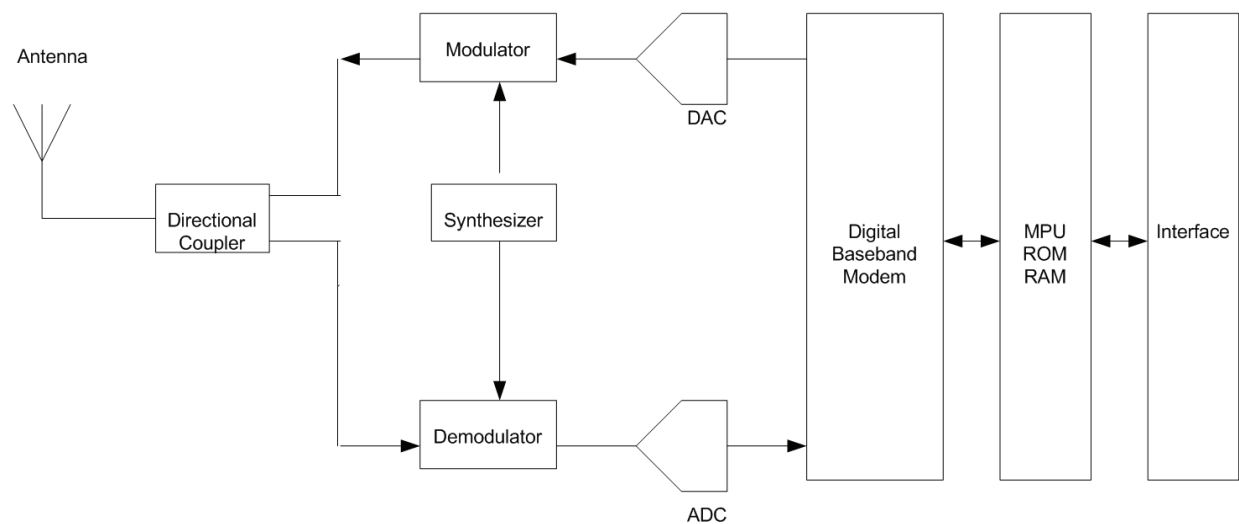 Antenna
Modulator
DAC
Directional
Coupler
Synthesizer
Digital
Baseband
Modem
MPU
ROM
RAM
Interface
Demodulator
ADC